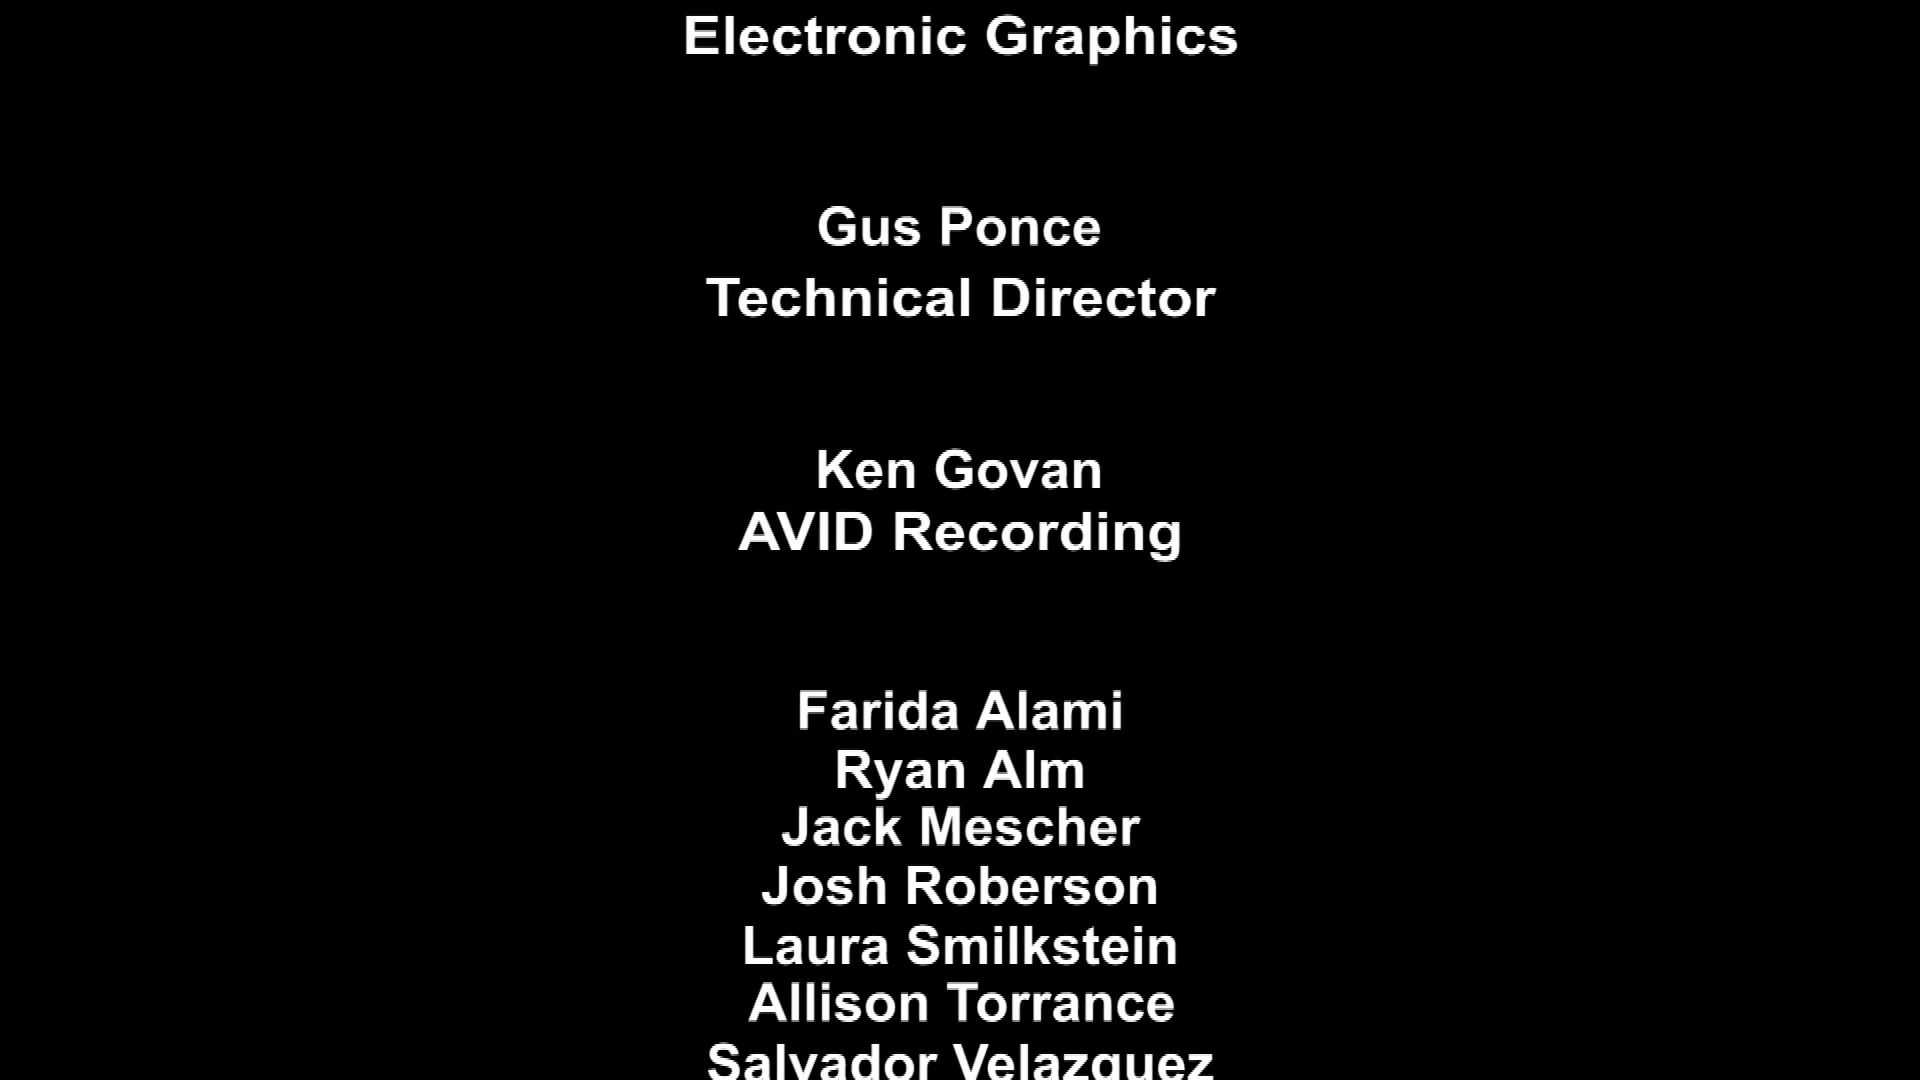 Electronic Graphics
Gus Ponce
Technical Director
Ken Govan
AVID Recording
Farida Alami
Ryan Alm
Jack Mescher
Josh Roberson
Laura Smilkstein
Allison Torrance
Salvador Velazquez